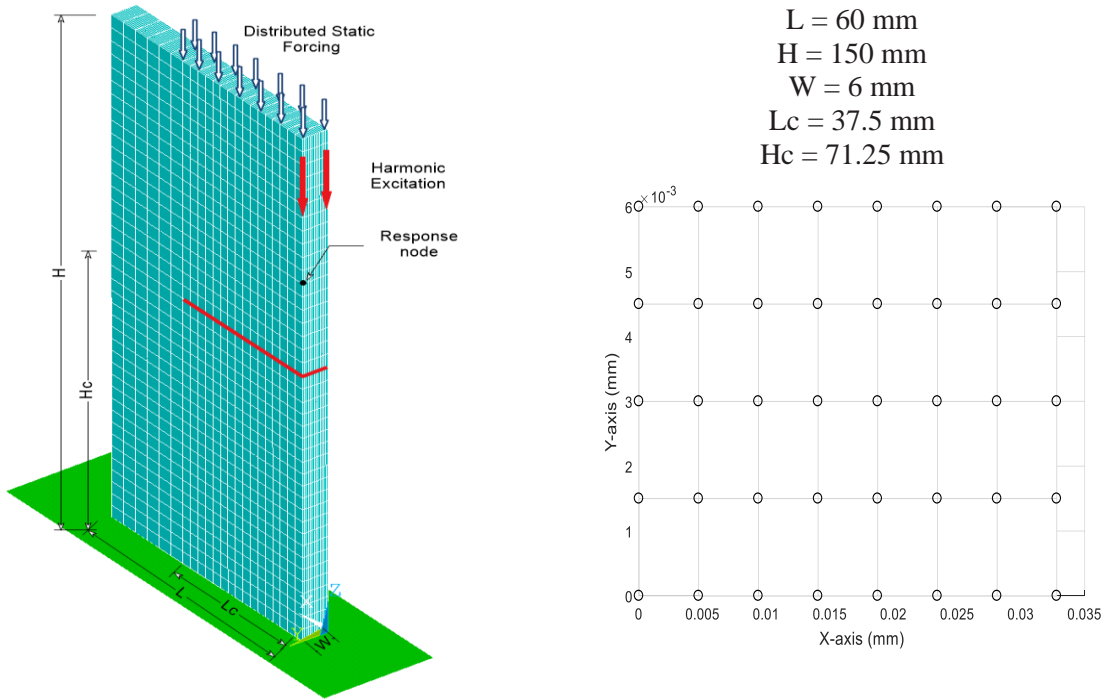 Distributed Static
Forcing
Harmonic
Excitation
Response
node
H
Hc
L
Lc
W
Z
X
L = 60 mm
H = 150 mm
W = 6 mm
Lc = 37.5 mm
Hc = 71.25 mm
×10⁻³
6
5
4
3
2
1
0
Y-axis (mm)
0 0.005 0.01 0.015 0.02 0.025 0.03 0.035
X-axis (mm)